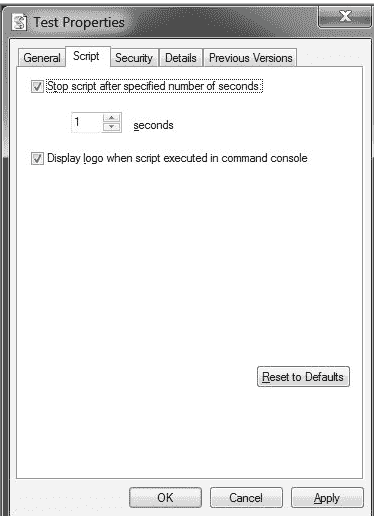 Test Properties
General Script Security Details Previous Versions
Stop script after specified number of seconds:
1 seconds
Display logo when script executed in command console
Reset to Defaults
OK Cancel Apply